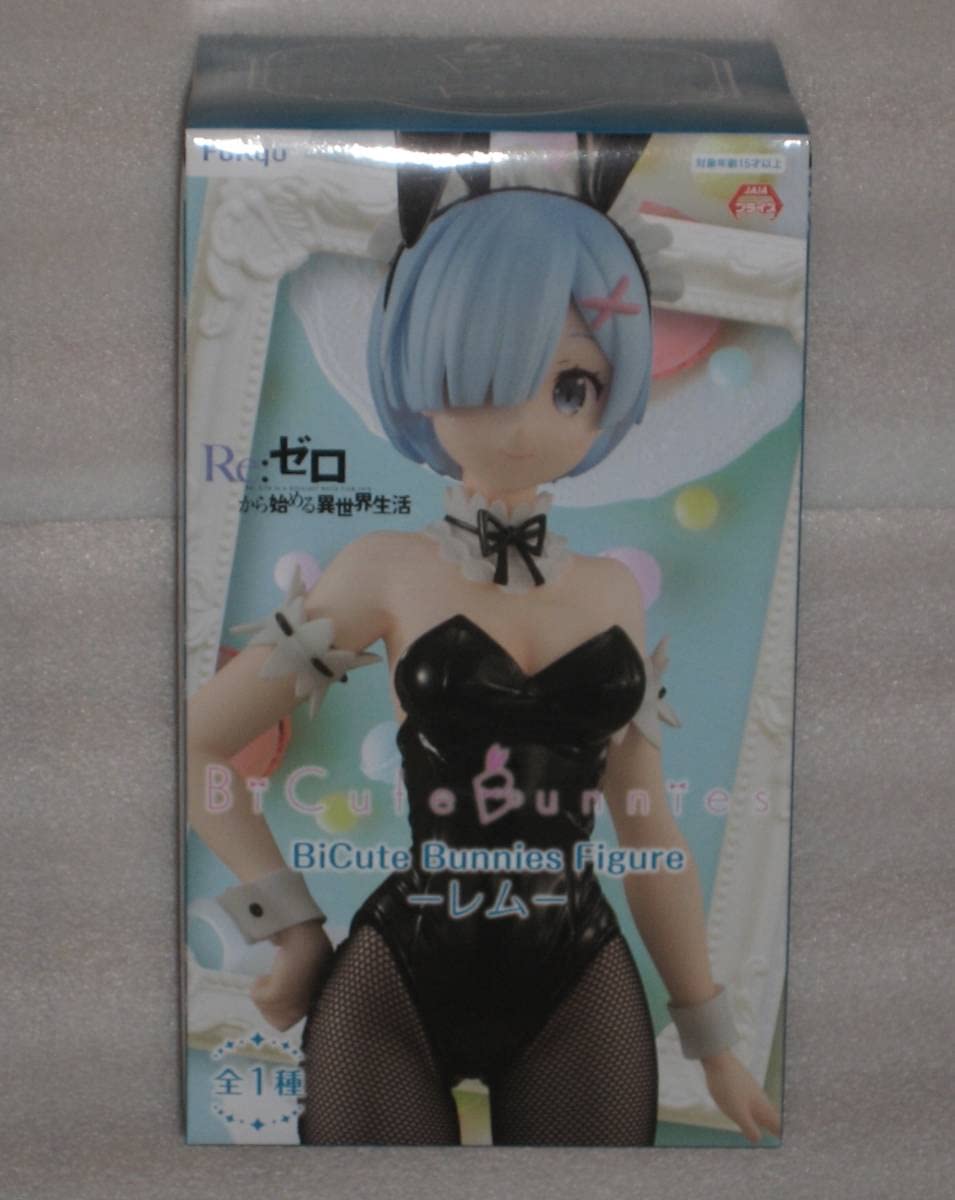 FuRyu
対象年齢15才以上
JAIA
プライズ
Re:ゼロ
から始める異世界生活
BiCute Bunnies
BiCute Bunnies Figure
ーレムー
全1種